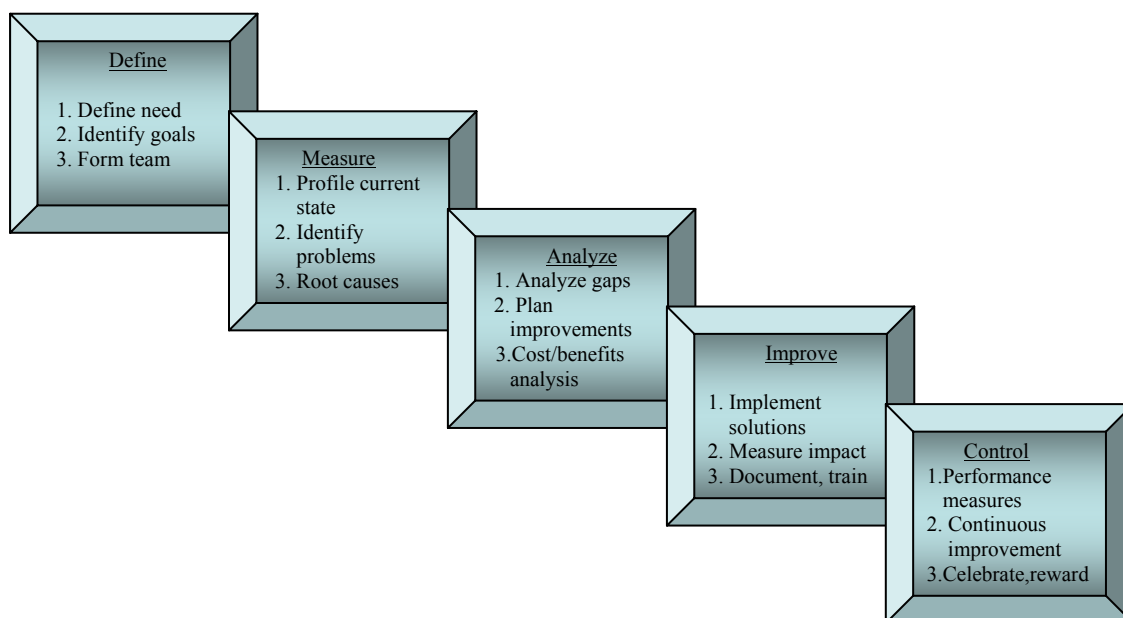 Define
1. Define need
2. Identify goals
3. Form team
Measure
1. Profile current
state
2. Identify
problems
3. Root causes
Analyze
1. Analyze gaps
2. Plan
improvements
3.Cost/benefits
analysis
Improve
1. Implement
solutions
2. Measure impact
3. Document, train
Control
1.Performance
measures
2. Continuous
improvement
3.Celebrate,reward